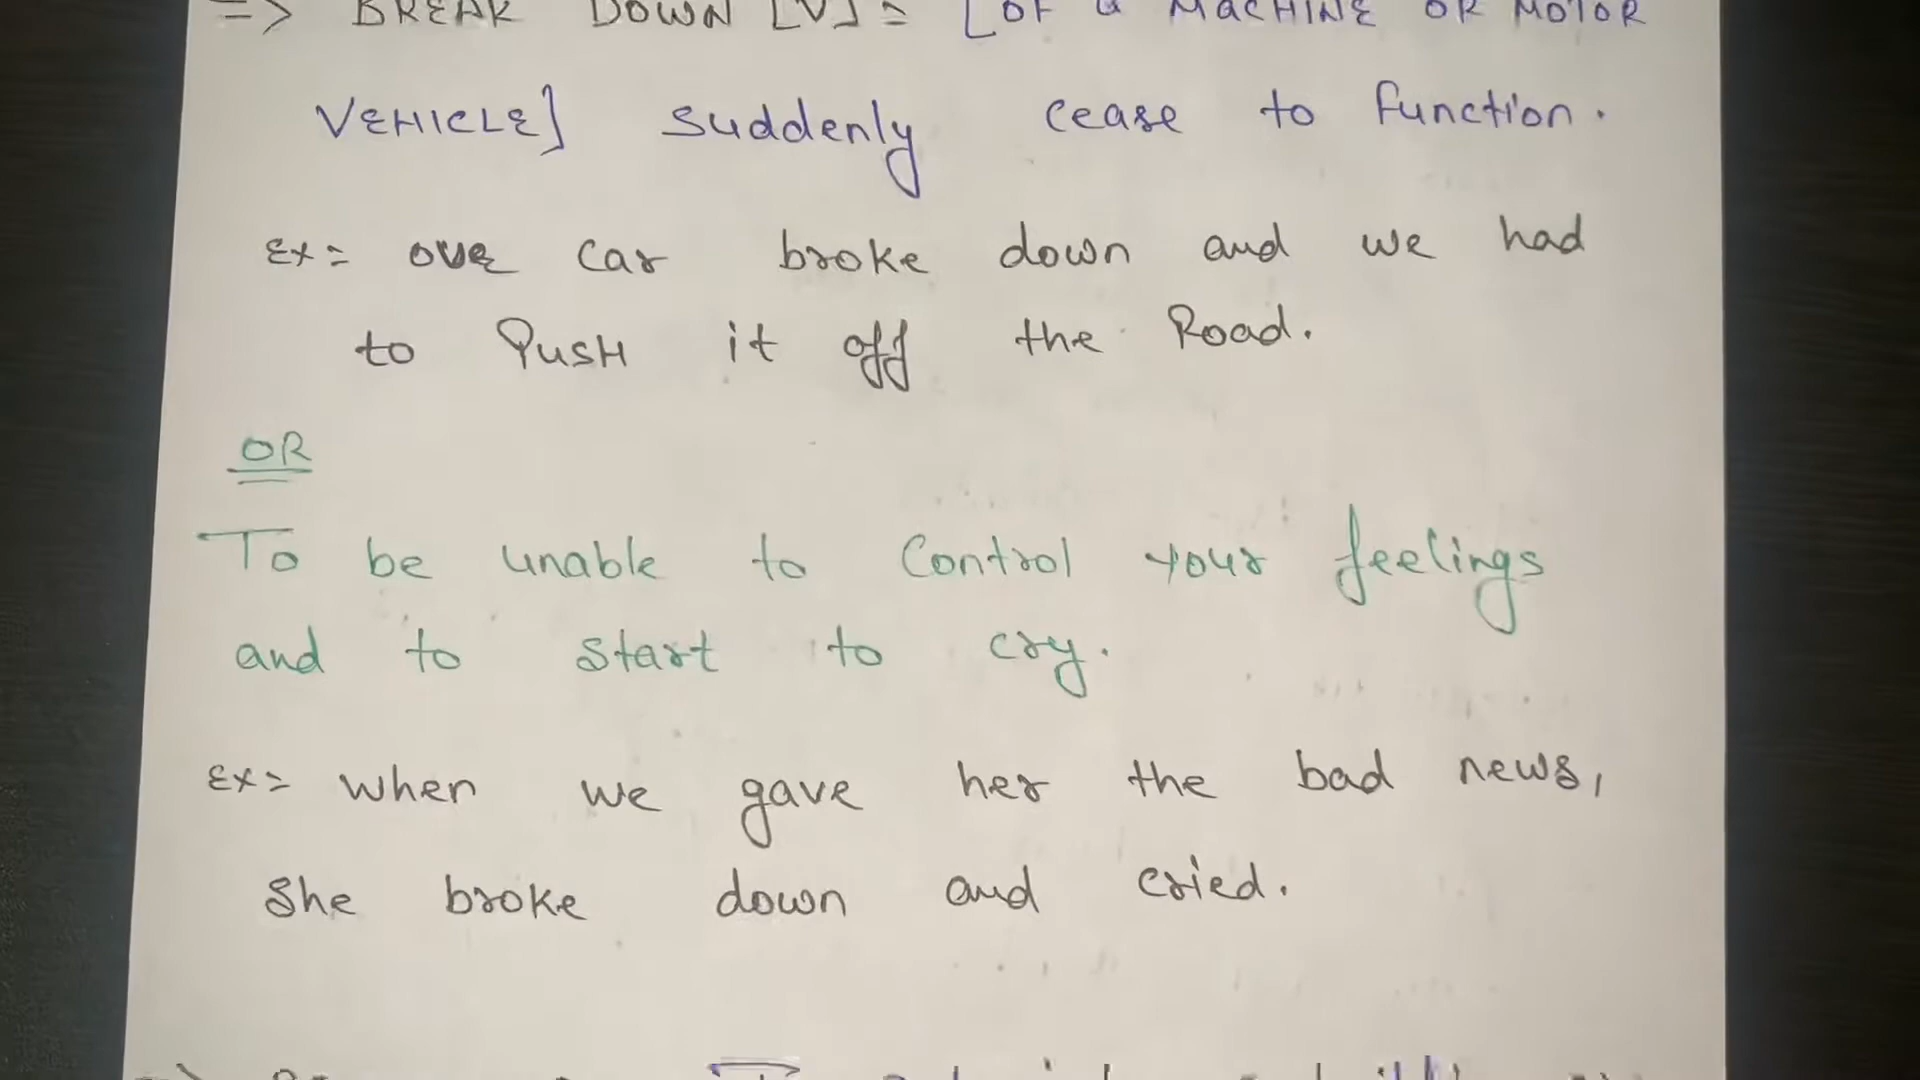 => BREAK DOWN [V] = [OF a MACHINE OR MOTOR
VEHICLE] suddenly cease to function.
Ex = our car broke down and we had
to PUSH it off the Road.
OR
To be unable to Control your feelings
and to start to cry.
Ex = when we gave her the bad news,
She broke down and cried.